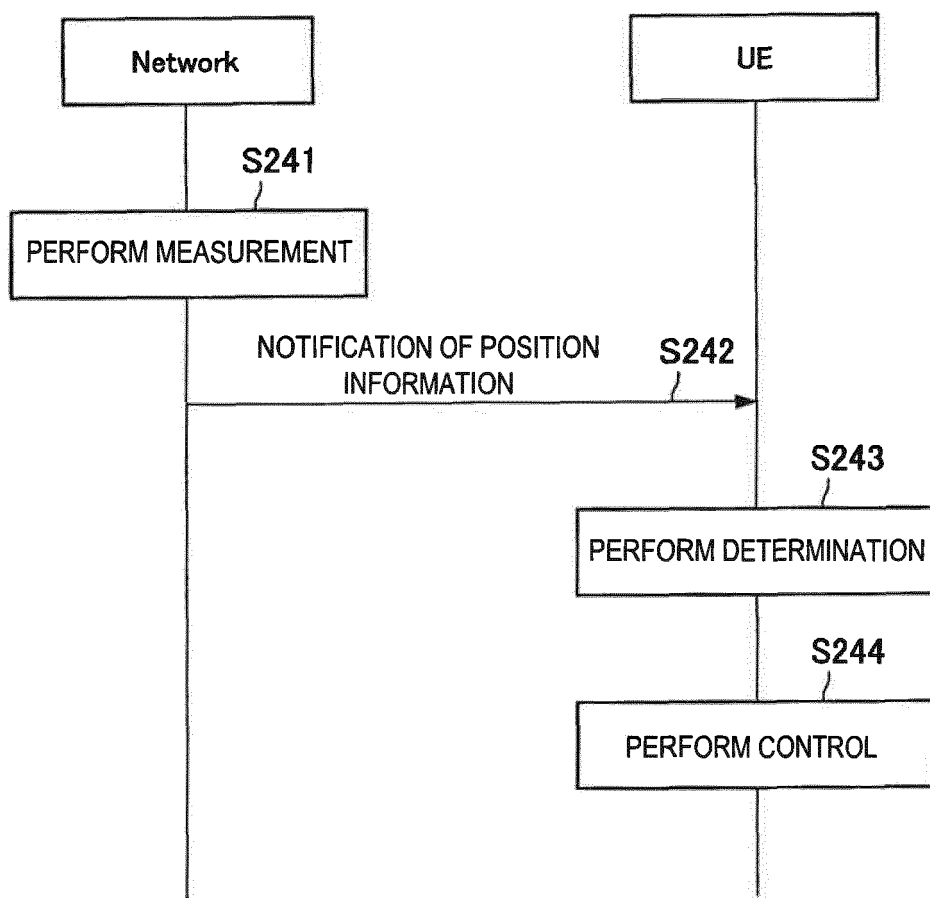 Network
UE
S241
PERFORM MEASUREMENT
NOTIFICATION OF POSITION
INFORMATION
S242
S243
PERFORM DETERMINATION
S244
PERFORM CONTROL